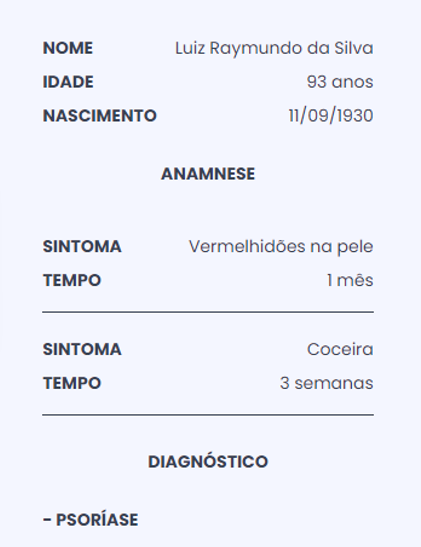 NOME Luiz Raymundo da Silva
IDADE 93 anos
NASCIMENTO 11/09/1930
ANAMNESE
SINTOMA Vermelhidões na pele
TEMPO 1 mês
SINTOMA Coceira
TEMPO 3 semanas
DIAGNÓSTICO
- PSORÍASE